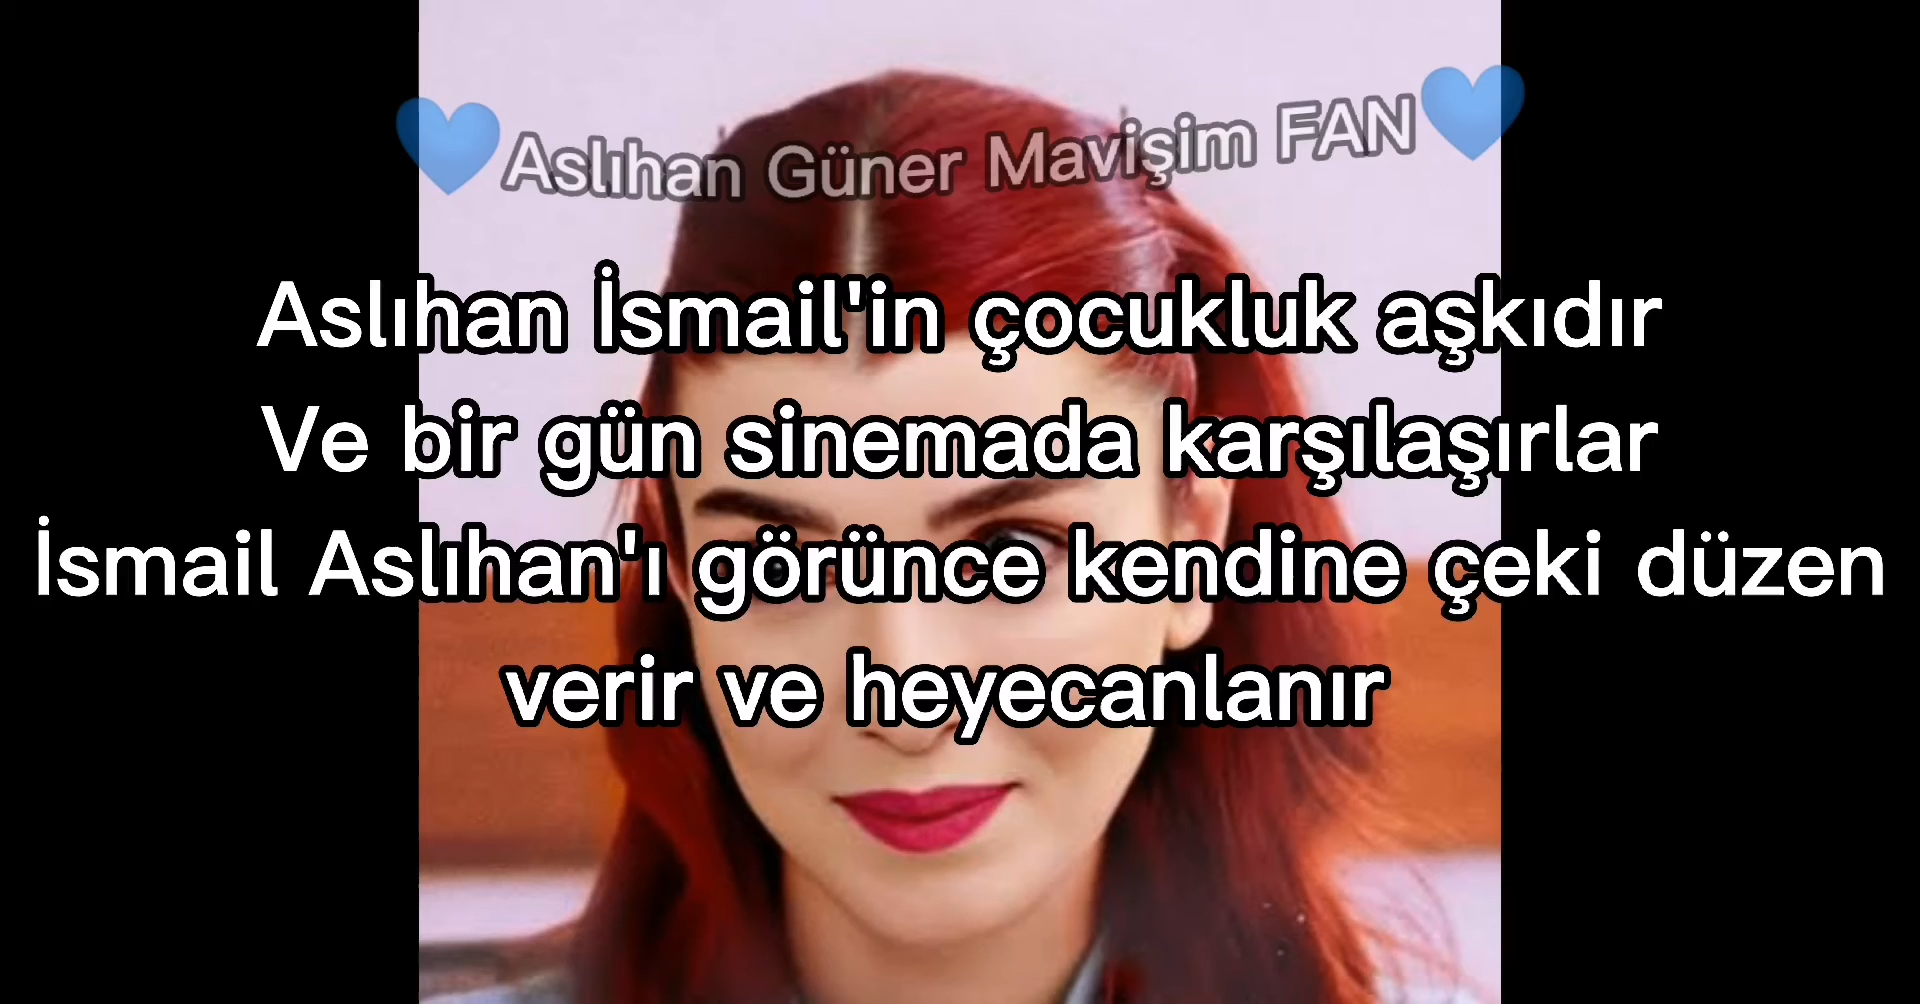 💙Aslıhan Güner Mavişim FAN💙
Aslıhan İsmail'in çocukluk aşkıdır
Ve bir gün sinemada karşılaşırlar
İsmail Aslıhan'ı görünce kendine çeki düzen
verir ve heyecanlanır